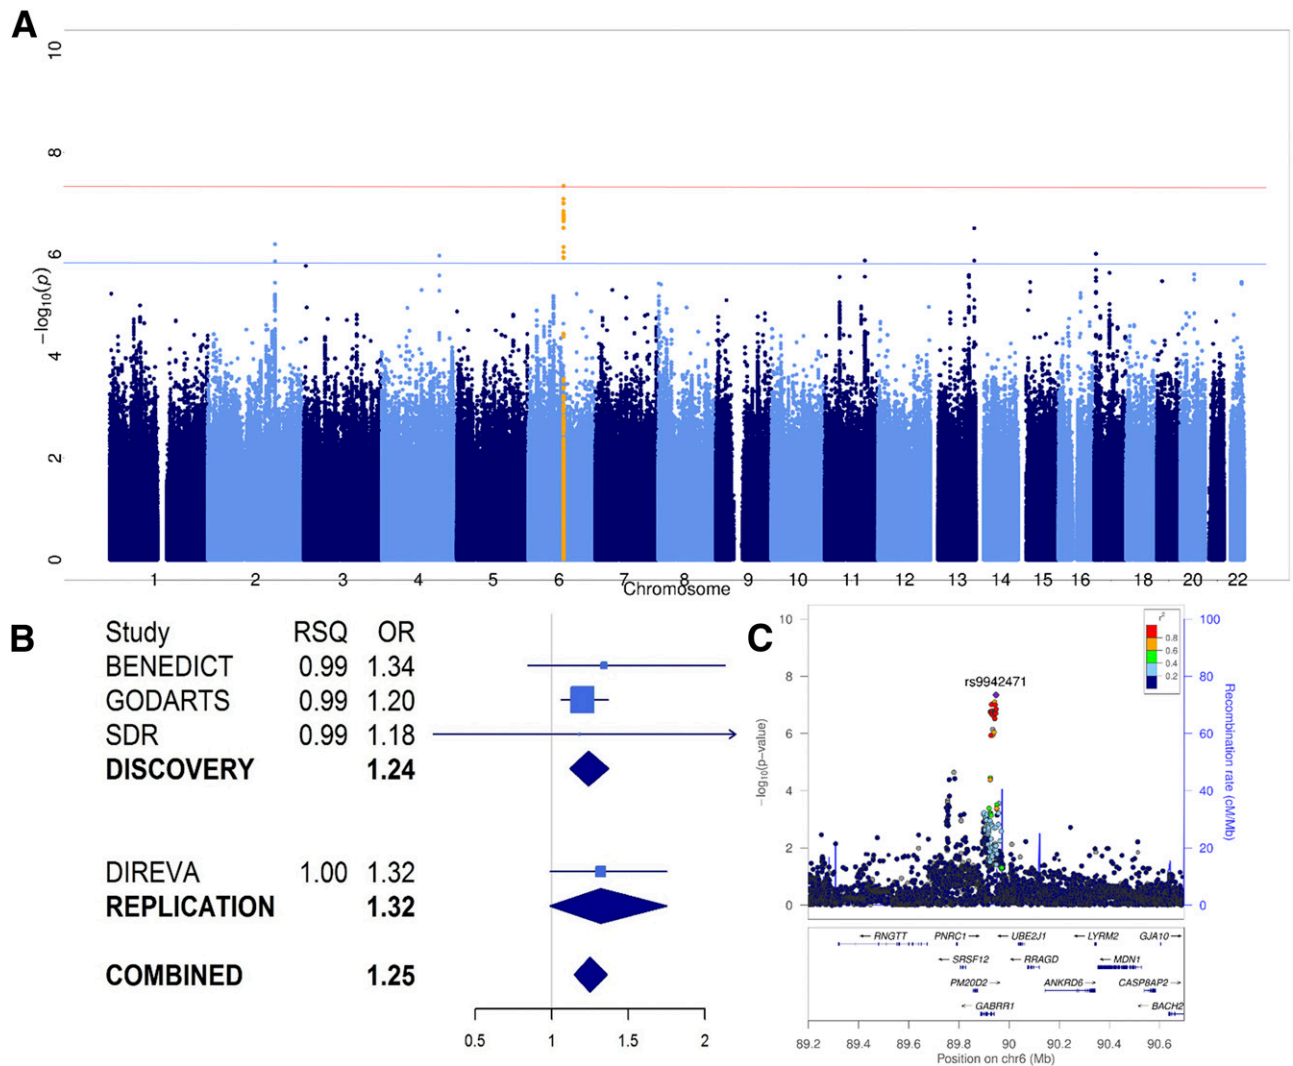 A
10
8
6
4
2
0
−log10(p)
1 2 3 4 5 6 7 8 9 10 11 12 13 14 15 16 18 20 22
Chromosome
B
Study RSQ OR
BENEDICT 0.99 1.34
GODARTS 0.99 1.20
SDR 0.99 1.18
DISCOVERY 1.24
DIREVA 1.00 1.32
REPLICATION 1.32
COMBINED 1.25
0.5 1 1.5 2
C
10
8
6
4
2
0
−log10(p-value)
rs9942471
r2
0.8
0.6
0.4
0.2
100
80
60
40
20
0
Recombination rate (cM/Mb)
← RNGTT PNRC1 → ← UBE2J1 ← LYRM2 GJA10 →
← SRSF12 ← RRAGD ← MDN1
PM20D2 → ANKRD6 → CASP8AP2 →
← GABRR1 ← BACH2
89.2 89.4 89.6 89.8 90 90.2 90.4 90.6
Position on chr6 (Mb)